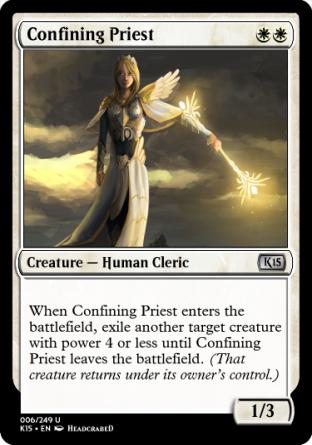 Confining Priest
Creature — Human Cleric
K15
When Confining Priest enters the
battlefield, exile another target creature
with power 4 or less until Confining
Priest leaves the battlefield. (That
creature returns under its owner's control.)
006/249 U
K15 • EN HEADCRABED
1/3